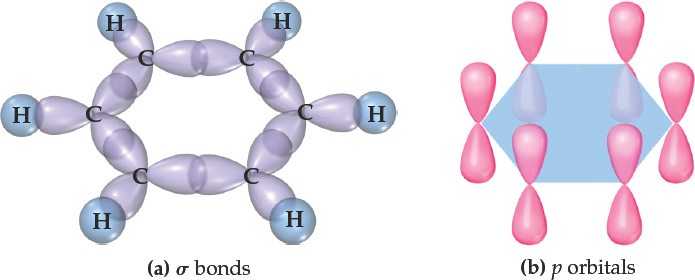 H H
C C
H C C H
C C
H H
(a) σ bonds
(b) p orbitals